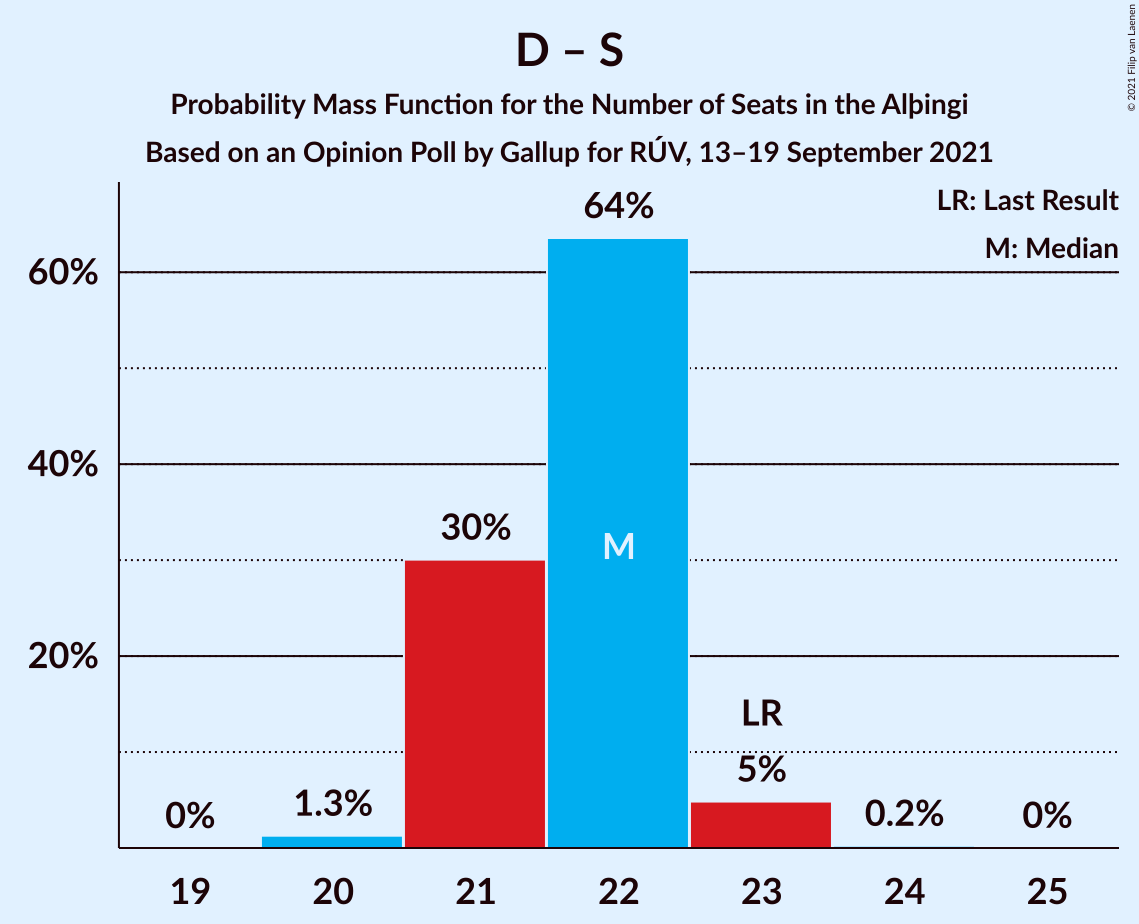 D – S
Probability Mass Function for the Number of Seats in the Alþingi
Based on an Opinion Poll by Gallup for RÚV, 13–19 September 2021
© 2021 Filip van Laenen
LR: Last Result
M: Median
60%
40%
20%
0%
1.3%
30%
64%
M
LR
5%
0.2%
0%
19
20
21
22
23
24
25